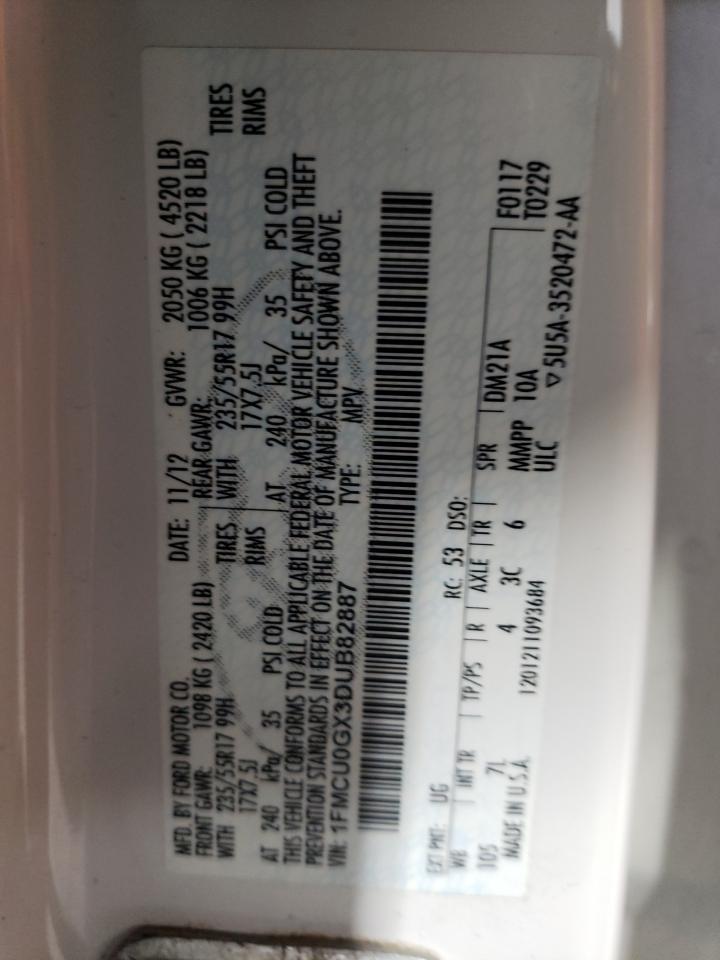 MFD. BY FORD MOTOR CO. DATE: 11/12 GVWR: 2050 KG ( 4520 LB)
FRONT GAWR: 1098 KG ( 2420 LB) REAR GAWR: 1006 KG ( 2218 LB)
WITH 235/55R17 99H TIRES WITH 235/55R17 99H TIRES
17X7.5J RIMS 17X7.5J RIMS
AT 240 kPa/ 35 PSI COLD AT 240 kPa/ 35 PSI COLD
THIS VEHICLE CONFORMS TO ALL APPLICABLE FEDERAL MOTOR VEHICLE SAFETY AND THEFT
PREVENTION STANDARDS IN EFFECT ON THE DATE OF MANUFACTURE SHOWN ABOVE.
VIN: 1FMCU0GX3DUB82887 TYPE: MPV
EXT PNT: UG RC: 53 DSO:
WB INT TR TP/PS R AXLE TR SPR DM21A F0117
105 7L 4 3C 6 MMPP 10A T0229
MADE IN U.S.A. ULC
1201211093684 ▽ 5U5A-3520472-AA